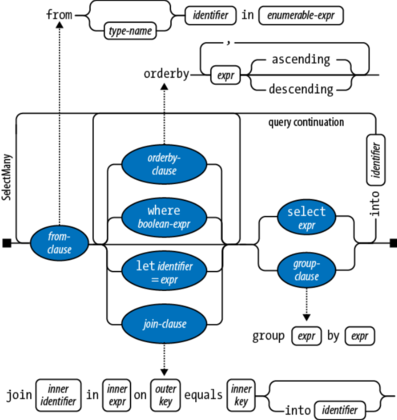 from type-name identifier in enumerable-expr
,
orderby expr ascending
descending
query continuation
SelectMany
orderby-
clause
identifier
into
where
boolean-expr
select
expr
from-
clause
let identifier
= expr
group-
clause
join-clause
group expr by expr
join inner identifier in inner expr on outer key equals inner key
into identifier